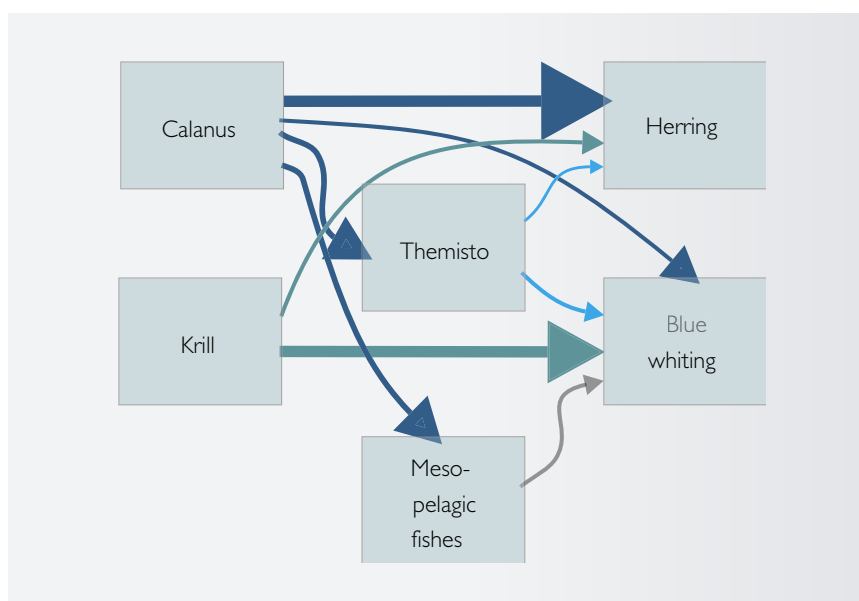 Calanus
Herring
Themisto
Krill
Blue
whiting
Meso-
pelagic
fishes